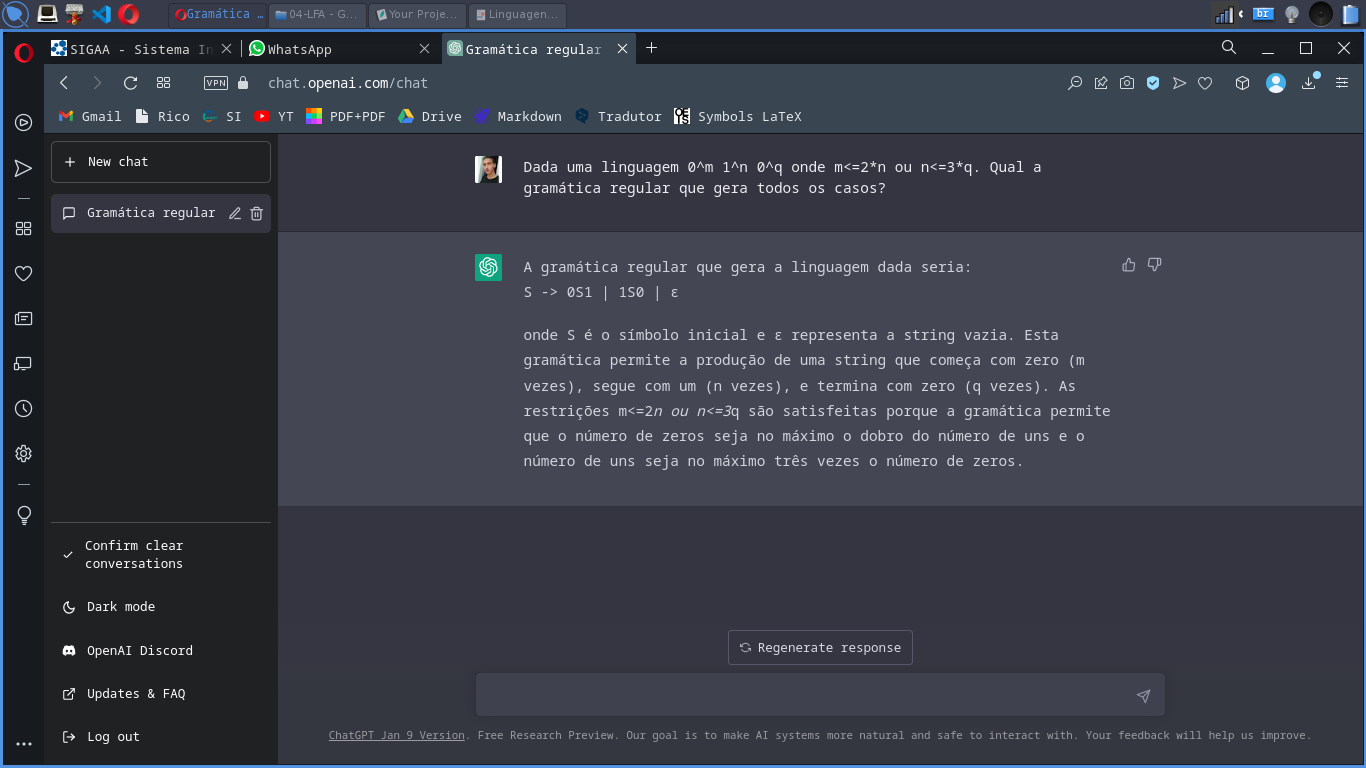 Gramática …
04-LFA - G...
Your Proje...
Linguagen...
br
SIGAA - Sistema In
WhatsApp
Gramática regular
VPN
chat.openai.com/chat
Gmail
Rico
SI
YT
PDF+PDF
Drive
Markdown
Tradutor
Symbols LaTeX
New chat
Gramática regular
Dada uma linguagem 0^m 1^n 0^q onde m<=2*n ou n<=3*q. Qual a
gramática regular que gera todos os casos?
A gramática regular que gera a linguagem dada seria:
S -> 0S1 | 1S0 | ε
onde S é o símbolo inicial e ε representa a string vazia. Esta
gramática permite a produção de uma string que começa com zero (m
vezes), segue com um (n vezes), e termina com zero (q vezes). As
restrições m<=2n ou n<=3q são satisfeitas porque a gramática permite
que o número de zeros seja no máximo o dobro do número de uns e o
número de uns seja no máximo três vezes o número de zeros.
Confirm clear
conversations
Dark mode
OpenAI Discord
Updates & FAQ
Log out
Regenerate response
ChatGPT Jan 9 Version. Free Research Preview. Our goal is to make AI systems more natural and safe to interact with. Your feedback will help us improve.